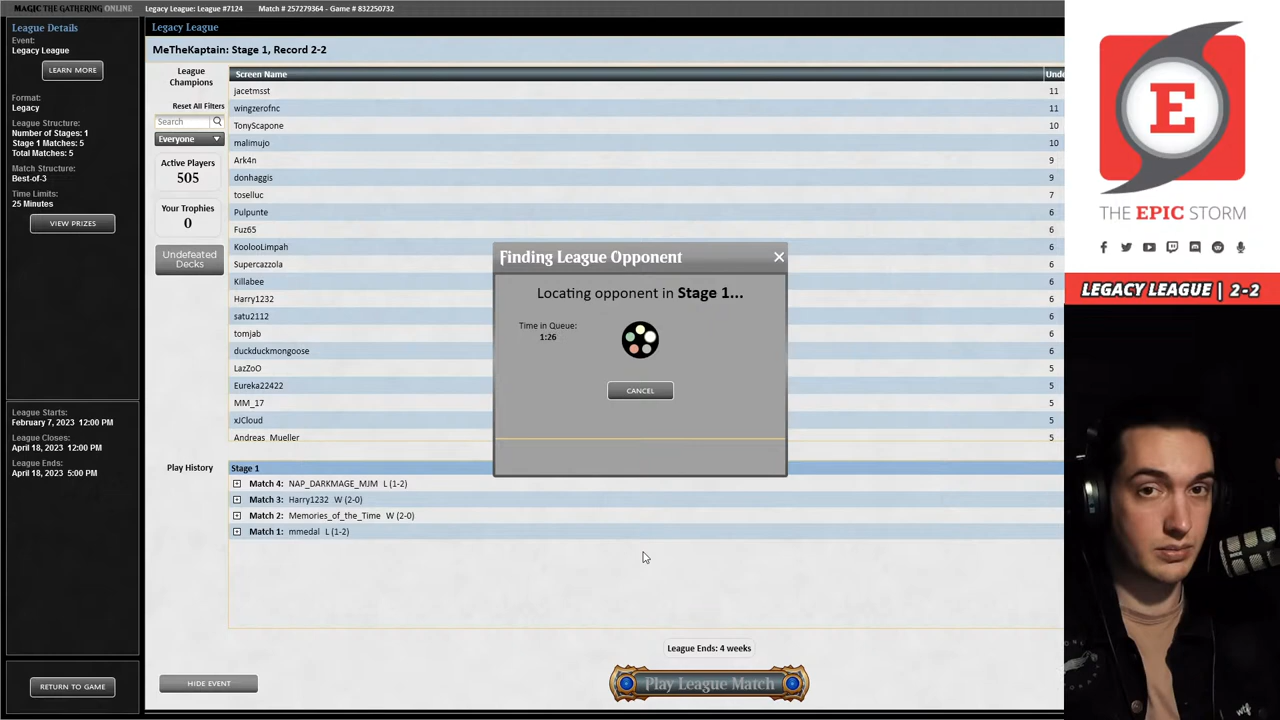 MAGIC THE GATHERING ONLINE
Legacy League: League #7124
Match # 257279364 - Game # 832250732
League Details
Event:
Legacy League
LEARN MORE
Format:
Legacy
League Structure:
Number of Stages: 1
Stage 1 Matches: 5
Total Matches: 5
Match Structure:
Best-of-3
Time Limits:
25 Minutes
VIEW PRIZES
League Starts:
February 7, 2023 12:00 PM
League Closes:
April 18, 2023 12:00 PM
League Ends:
April 18, 2023 5:00 PM
RETURN TO GAME
Legacy League
MeTheKaptain: Stage 1, Record 2-2
League
Champions
Reset All Filters
Search
Everyone
Active Players
505
Your Trophies
0
Undefeated
Decks
Screen Name Unde
jacetmsst 11
wingzerofnc 11
TonyScapone 10
malimujo 10
Ark4n 9
donhaggis 9
toselluc 7
Pulpunte 6
Fuz65 6
KoolooLimpah 6
Supercazzola 6
Killabee 6
Harry1232 6
satu2112 6
tomjab 6
duckduckmongoose 6
LazZoO 5
Eureka22422 5
MM_17 5
xJCloud 5
Andreas_Mueller 5
Finding League Opponent
Locating opponent in Stage 1...
Time in Queue:
1:26
CANCEL
Play History
Stage 1
Match 4: NAP_DARKMAGE_MJM L (1-2)
Match 3: Harry1232 W (2-0)
Match 2: Memories_of_the_Time W (2-0)
Match 1: mmedal L (1-2)
League Ends: 4 weeks
HIDE EVENT
Play League Match
E
THE EPIC STORM
LEGACY LEAGUE | 2-2